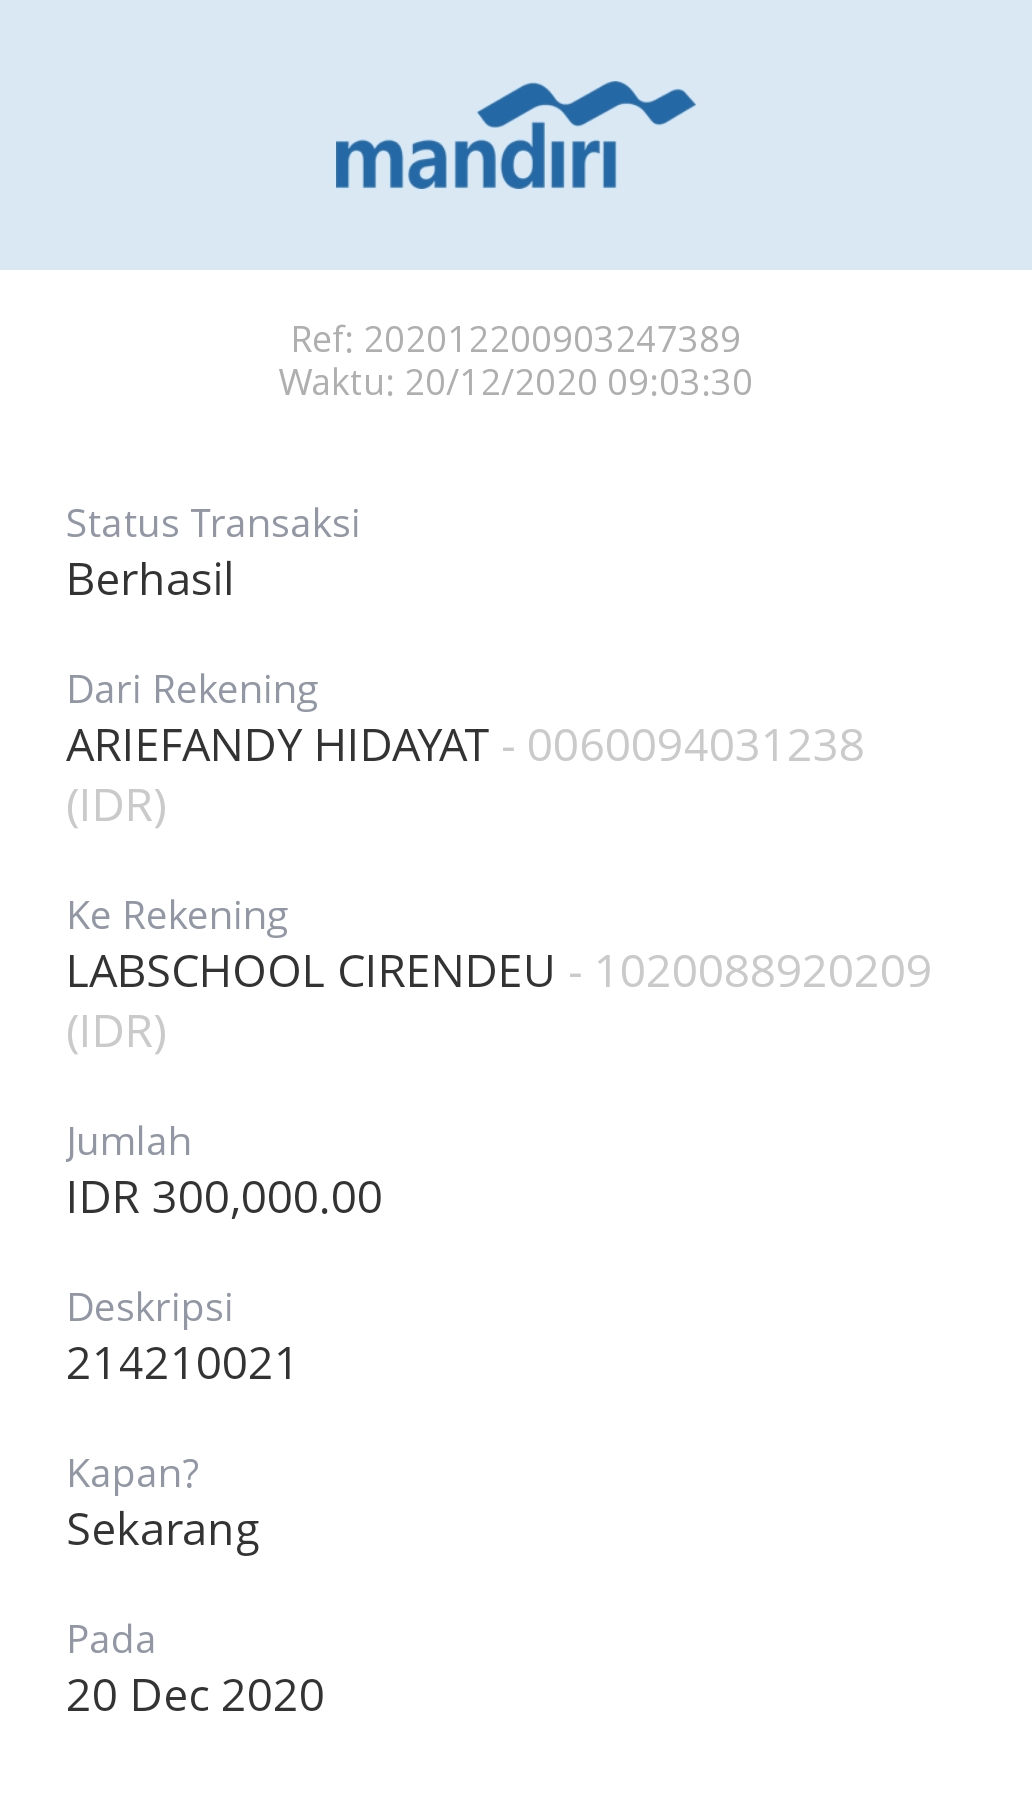 mandırı
Ref: 202012200903247389
Waktu: 20/12/2020 09:03:30
Status Transaksi
Berhasil
Dari Rekening
ARIEFANDY HIDAYAT - 0060094031238
(IDR)
Ke Rekening
LABSCHOOL CIRENDEU - 1020088920209
(IDR)
Jumlah
IDR 300,000.00
Deskripsi
214210021
Kapan?
Sekarang
Pada
20 Dec 2020